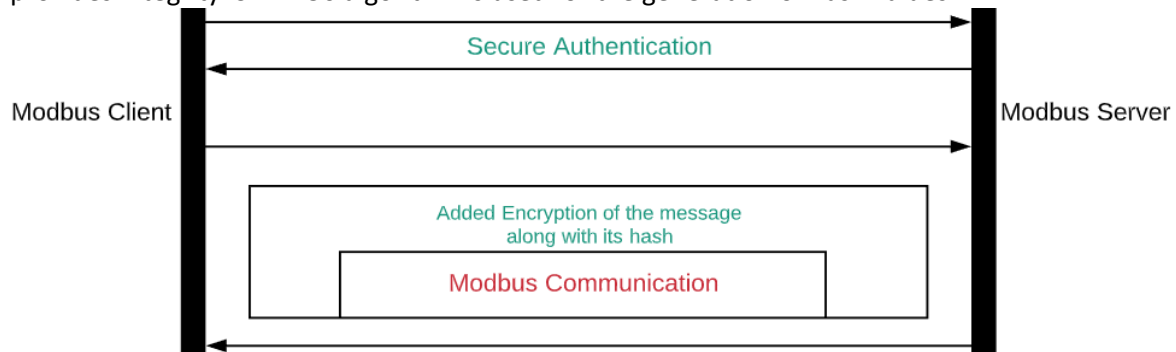 Secure Authentication
Modbus Client
Modbus Server
Added Encryption of the message
along with its hash
Modbus Communication